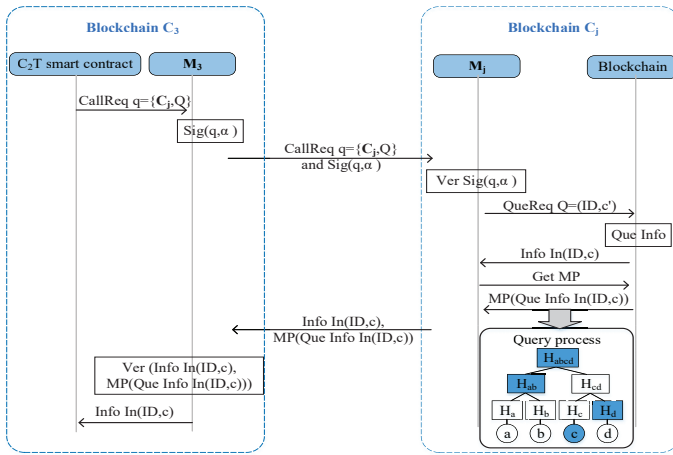 Blockchain C3
Blockchain Cj
C2T smart contract
M3
Mj
Blockchain
CallReq q={Cj,Q}
Sig(q,α )
CallReq q={Cj,Q}
and Sig(q,α )
Ver Sig(q,α )
QueReq Q=(ID,c')
Que Info
Info In(ID,c)
Get MP
MP(Que Info In(ID,c))
Info In(ID,c),
MP(Que Info In(ID,c))
Query process
Habcd
Hab
Hcd
Ha
Hb
Hc
Hd
a
b
c
d
Ver (Info In(ID,c),
MP(Que Info In(ID,c)))
Info In(ID,c)